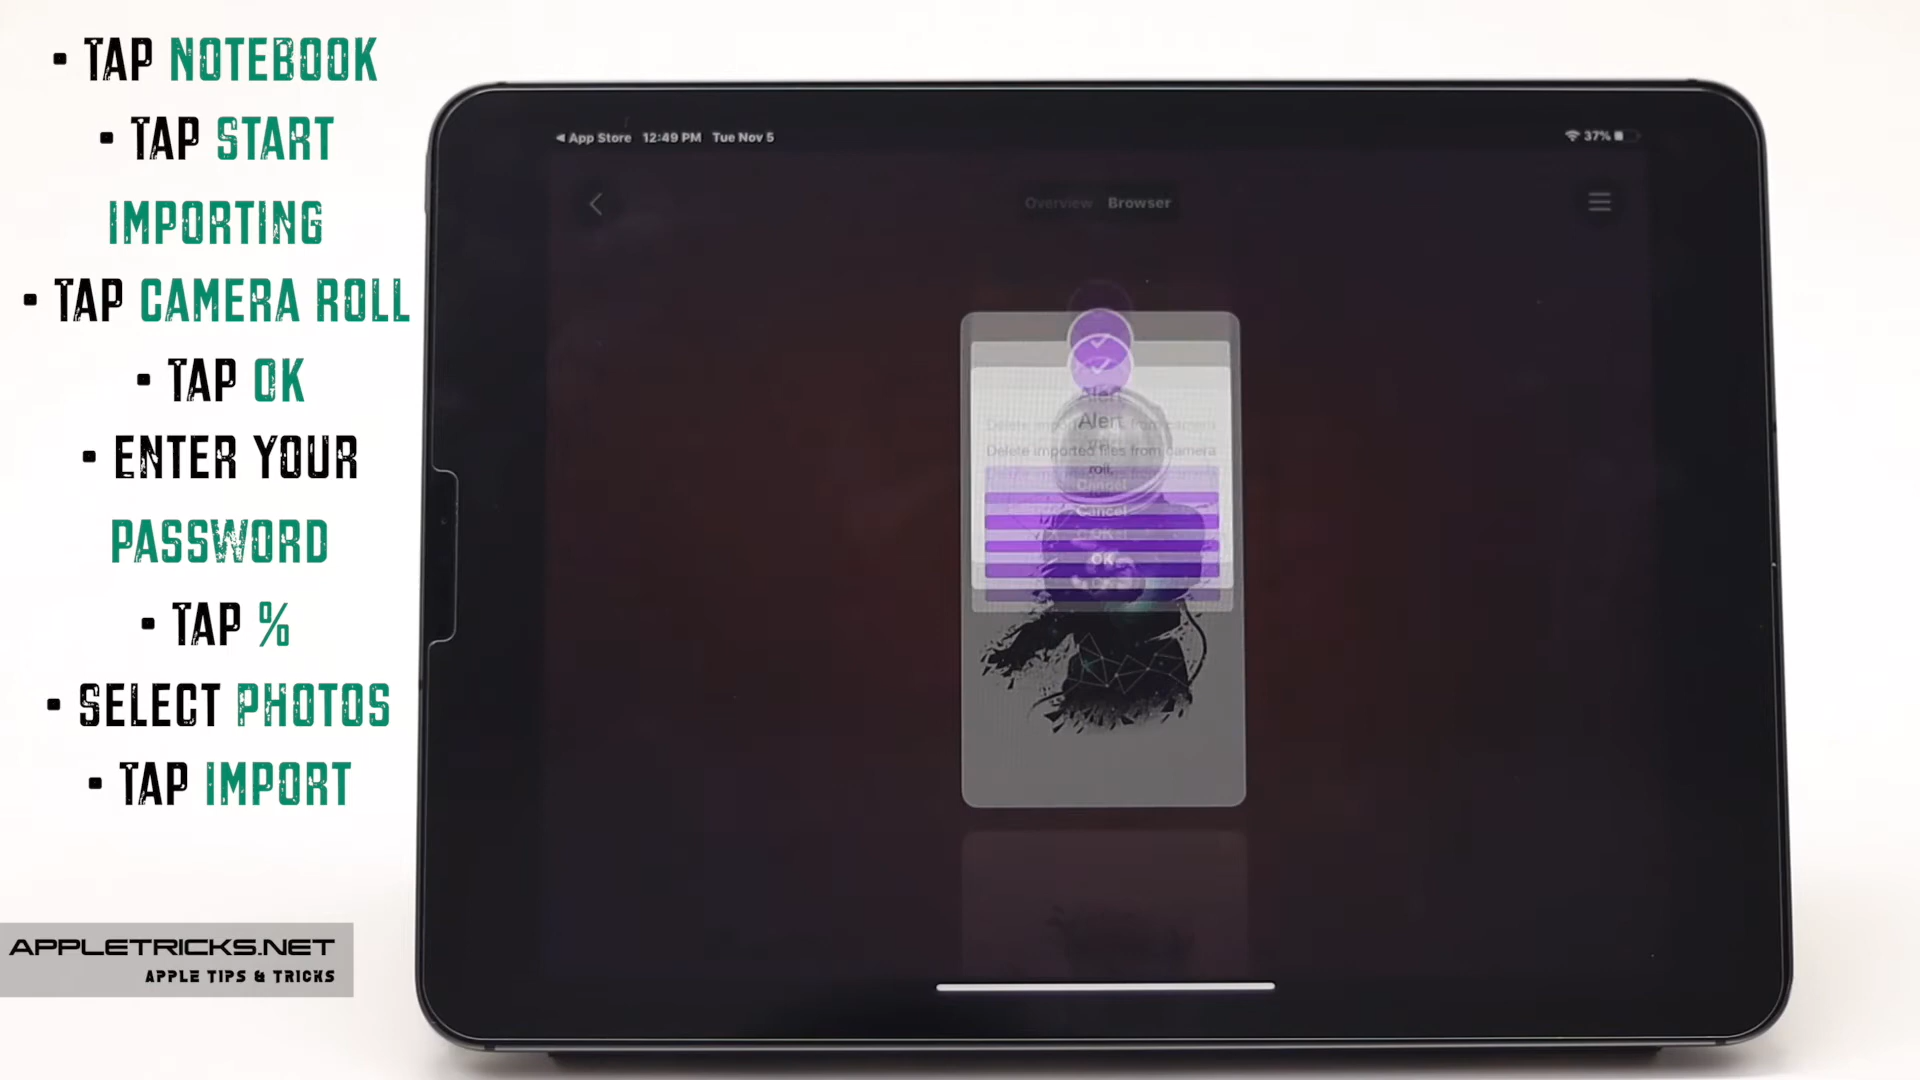 ▪ TAP NOTEBOOK
▪ TAP START
IMPORTING
▪ TAP CAMERA ROLL
▪ TAP OK
▪ ENTER YOUR
PASSWORD
▪ TAP %
▪ SELECT PHOTOS
▪ TAP IMPORT
APPLETRICKS.NET
APPLE TIPS & TRICKS
◀ App Store 12:49 PM Tue Nov 5
37%
Overview Browser
Alert
Alert
Delete imported files from camera
roll.
Cancel
Cancel
OK